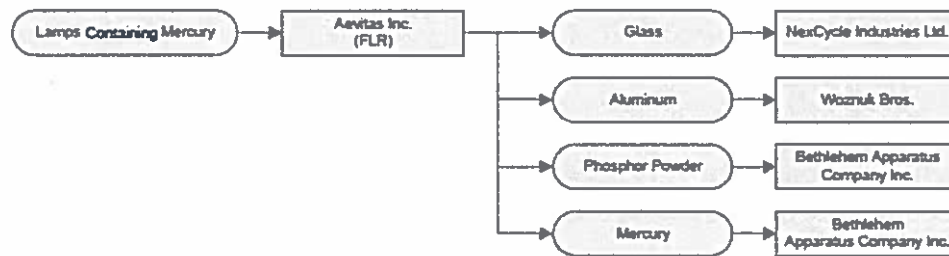 Lamps Containing Mercury
Aevitas Inc.
(FLR)
Glass
NexCycle Industries Ltd.
Aluminum
Woznuk Bros.
Phosphor Powder
Bethlehem Apparatus
Company Inc.
Mercury
Bethlehem
Apparatus Company Inc.